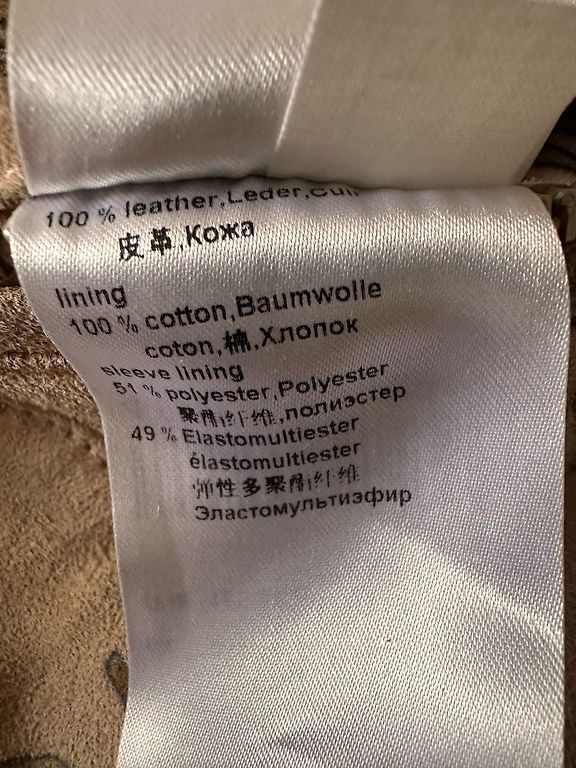 100 % leather,Leder,Cuir
皮革,Кожа
lining
100 % cotton,Baumwolle
coton,棉,Хлопок
sleeve lining
51 % polyester,Polyester
聚酯纤维,полиэстер
49 % Elastomultiester
élastomultiester
弹性多聚酯纤维
Эластомультиэфир